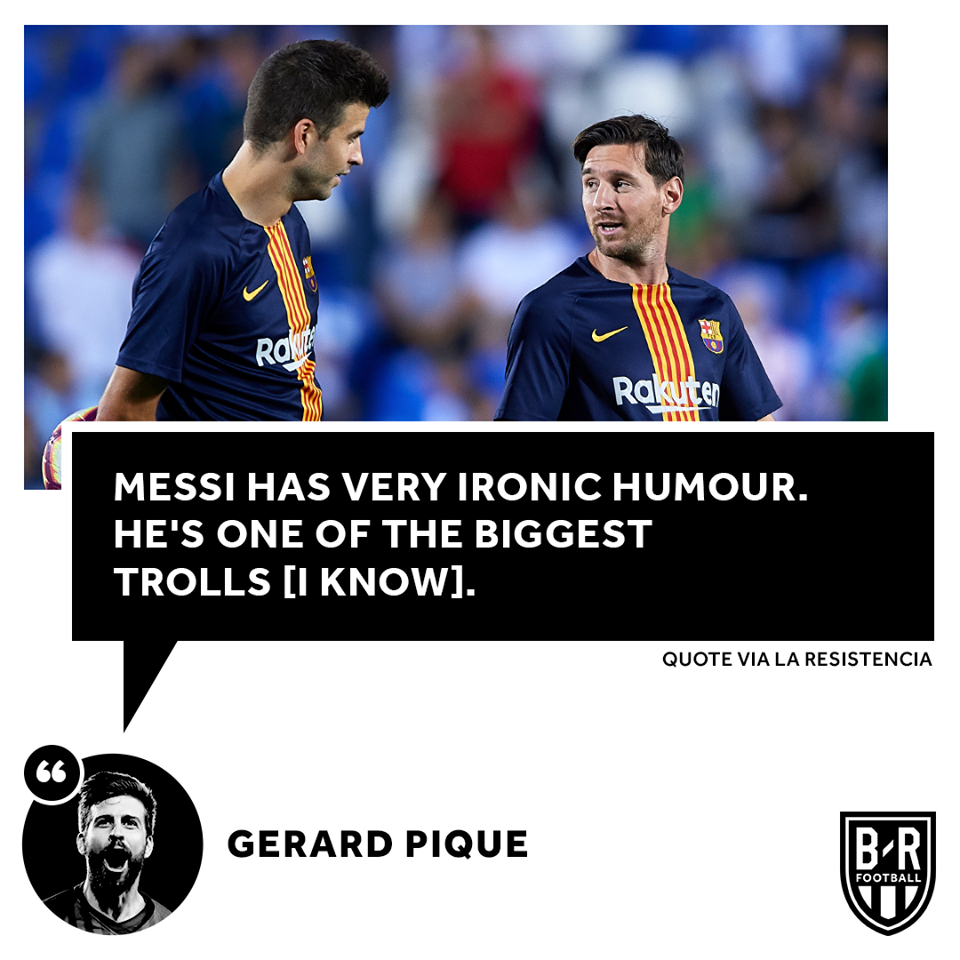 Rakuten
Rakuten
MESSI HAS VERY IRONIC HUMOUR.
HE'S ONE OF THE BIGGEST
TROLLS [I KNOW].
QUOTE VIA LA RESISTENCIA
GERARD PIQUE
B-R
FOOTBALL